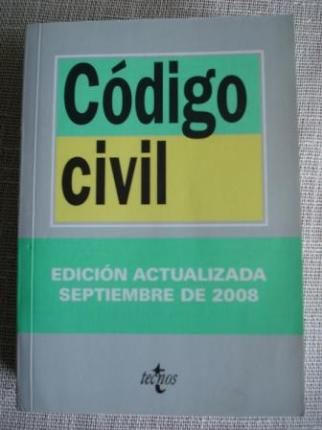 Código
civil
EDICIÓN ACTUALIZADA
SEPTIEMBRE DE 2008
tecnos